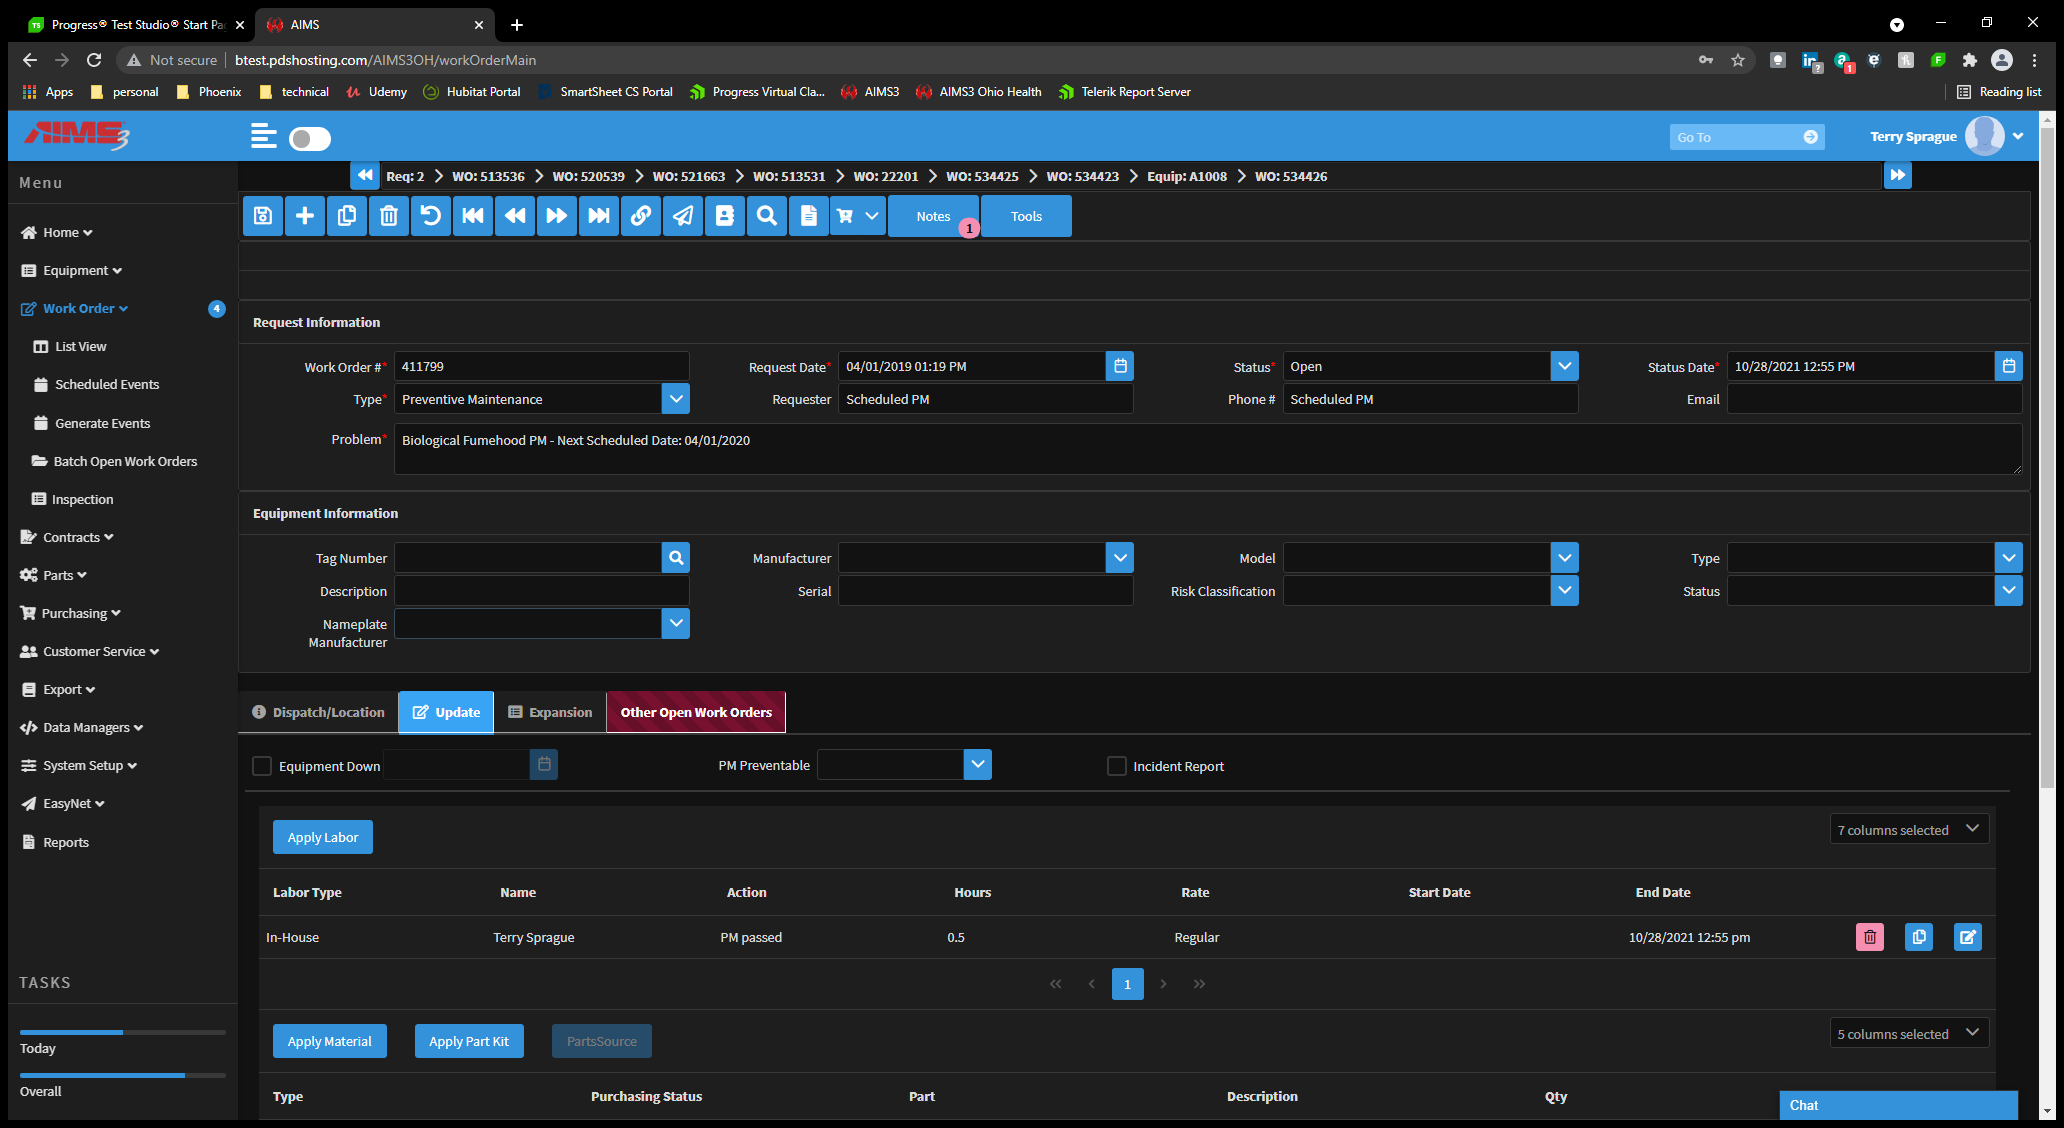 Progress® Test Studio® Start Pa
AIMS
Not secure
btest.pdshosting.com/AIMS3OH/workOrderMain
Apps
personal
Phoenix
technical
Udemy
Hubitat Portal
SmartSheet CS Portal
Progress Virtual Cla...
AIMS3
AIMS3 Ohio Health
Telerik Report Server
Reading list
AIMS3
Go To
Terry Sprague
Menu
Req: 2 > WO: 513536 > WO: 520539 > WO: 521663 > WO: 513531 > WO: 22201 > WO: 534425 > WO: 534423 > Equip: A1008 > WO: 534426
Notes
1
Tools
Home
Equipment
Work Order
4
List View
Scheduled Events
Generate Events
Batch Open Work Orders
Inspection
Contracts
Parts
Purchasing
Customer Service
Export
Data Managers
System Setup
EasyNet
Reports
TASKS
Today
Overall
Request Information
Work Order #* 411799
Request Date* 04/01/2019 01:19 PM
Status* Open
Status Date* 10/28/2021 12:55 PM
Type* Preventive Maintenance
Requester Scheduled PM
Phone # Scheduled PM
Email
Problem* Biological Fumehood PM - Next Scheduled Date: 04/01/2020
Equipment Information
Tag Number
Manufacturer
Model
Type
Description
Serial
Risk Classification
Status
Nameplate
Manufacturer
Dispatch/Location
Update
Expansion
Other Open Work Orders
Equipment Down
PM Preventable
Incident Report
Apply Labor
7 columns selected
Labor Type Name Action Hours Rate Start Date End Date
In-House Terry Sprague PM passed 0.5 Regular 10/28/2021 12:55 pm
« ‹ 1 › »
Apply Material
Apply Part Kit
PartsSource
5 columns selected
Type Purchasing Status Part Description Qty
Chat